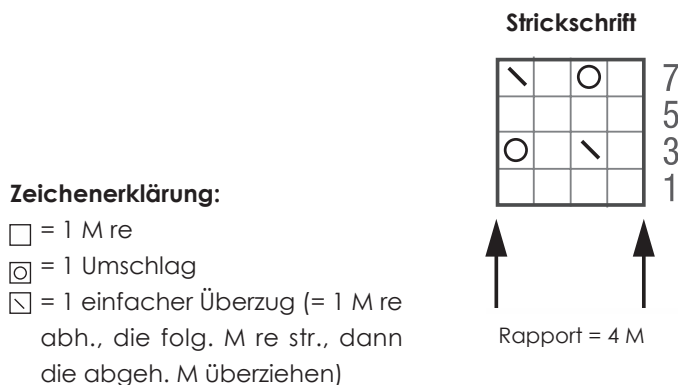 Strickschrift
7
5
3
1
Zeichenerklärung:
= 1 M re
= 1 Umschlag
= 1 einfacher Überzug (= 1 M re
abh., die folg. M re str., dann
die abgeh. M überziehen)
Rapport = 4 M